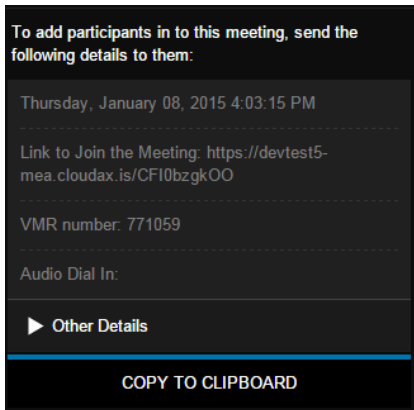 To add participants in to this meeting, send the
following details to them:
Thursday, January 08, 2015 4:03:15 PM
Link to Join the Meeting: https://devtest5-
mea.cloudax.is/CFI0bzgkOO
VMR number: 771059
Audio Dial In:
Other Details
COPY TO CLIPBOARD